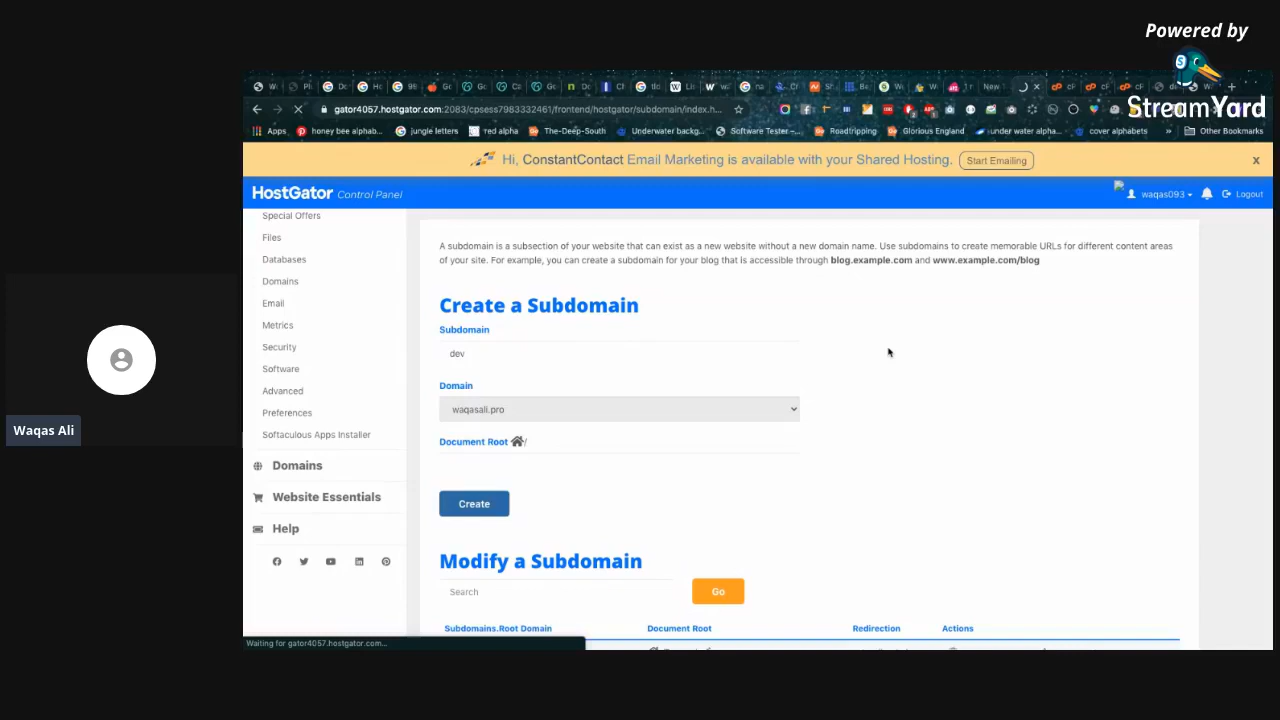 Powered by
StreamYard
gator4057.hostgator.com:2083/cpsess7983332461/frontend/hostgator/subdomain/index.h...
Apps
honey bee alphab...
jungle letters
red alpha
The-Deep-South
Underwater backg...
Software Tester –...
Roadtripping
Glorious England
under water alpha...
cover alphabets
»
Other Bookmarks
Hi, ConstantContact Email Marketing is available with your Shared Hosting.
Start Emailing
x
HostGator Control Panel
waqas093
Logout
Special Offers
Files
Databases
Domains
Email
Metrics
Security
Software
Advanced
Preferences
Softaculous Apps Installer
Domains
Website Essentials
Help
A subdomain is a subsection of your website that can exist as a new website without a new domain name. Use subdomains to create memorable URLs for different content areas
of your site. For example, you can create a subdomain for your blog that is accessible through blog.example.com and www.example.com/blog
Create a Subdomain
Subdomain
dev
Domain
waqasali.pro
Document Root /
Create
Modify a Subdomain
Search
Go
Subdomains.Root Domain
Document Root
Redirection
Actions
Waiting for gator4057.hostgator.com...
Waqas Ali